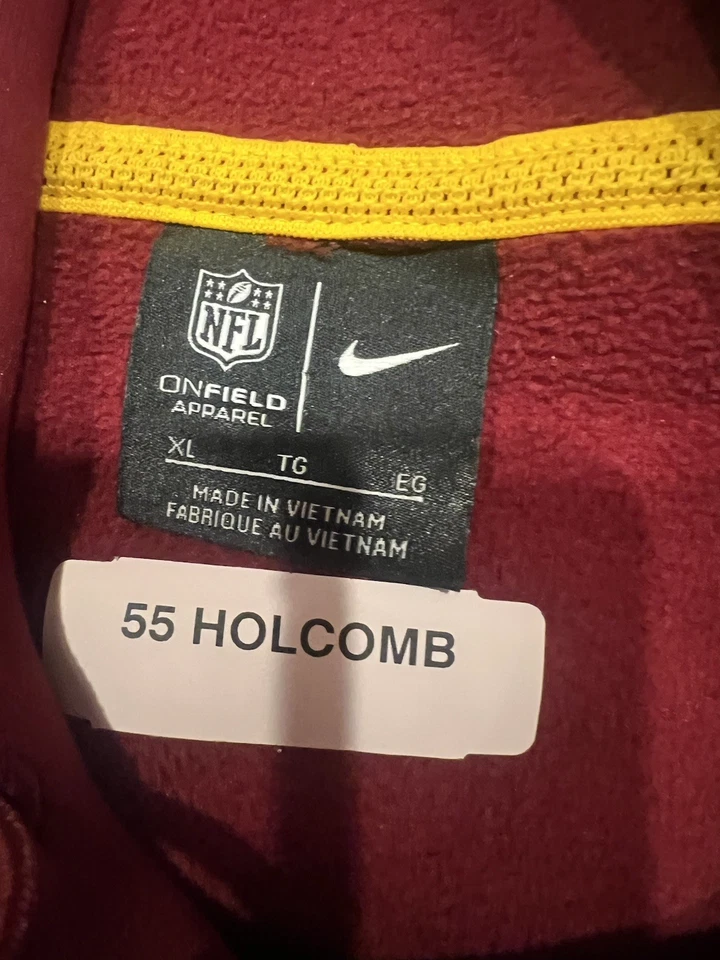 NFL
ONFIELD
APPAREL
XL TG EG
MADE IN VIETNAM
FABRIQUE AU VIETNAM
55 HOLCOMB